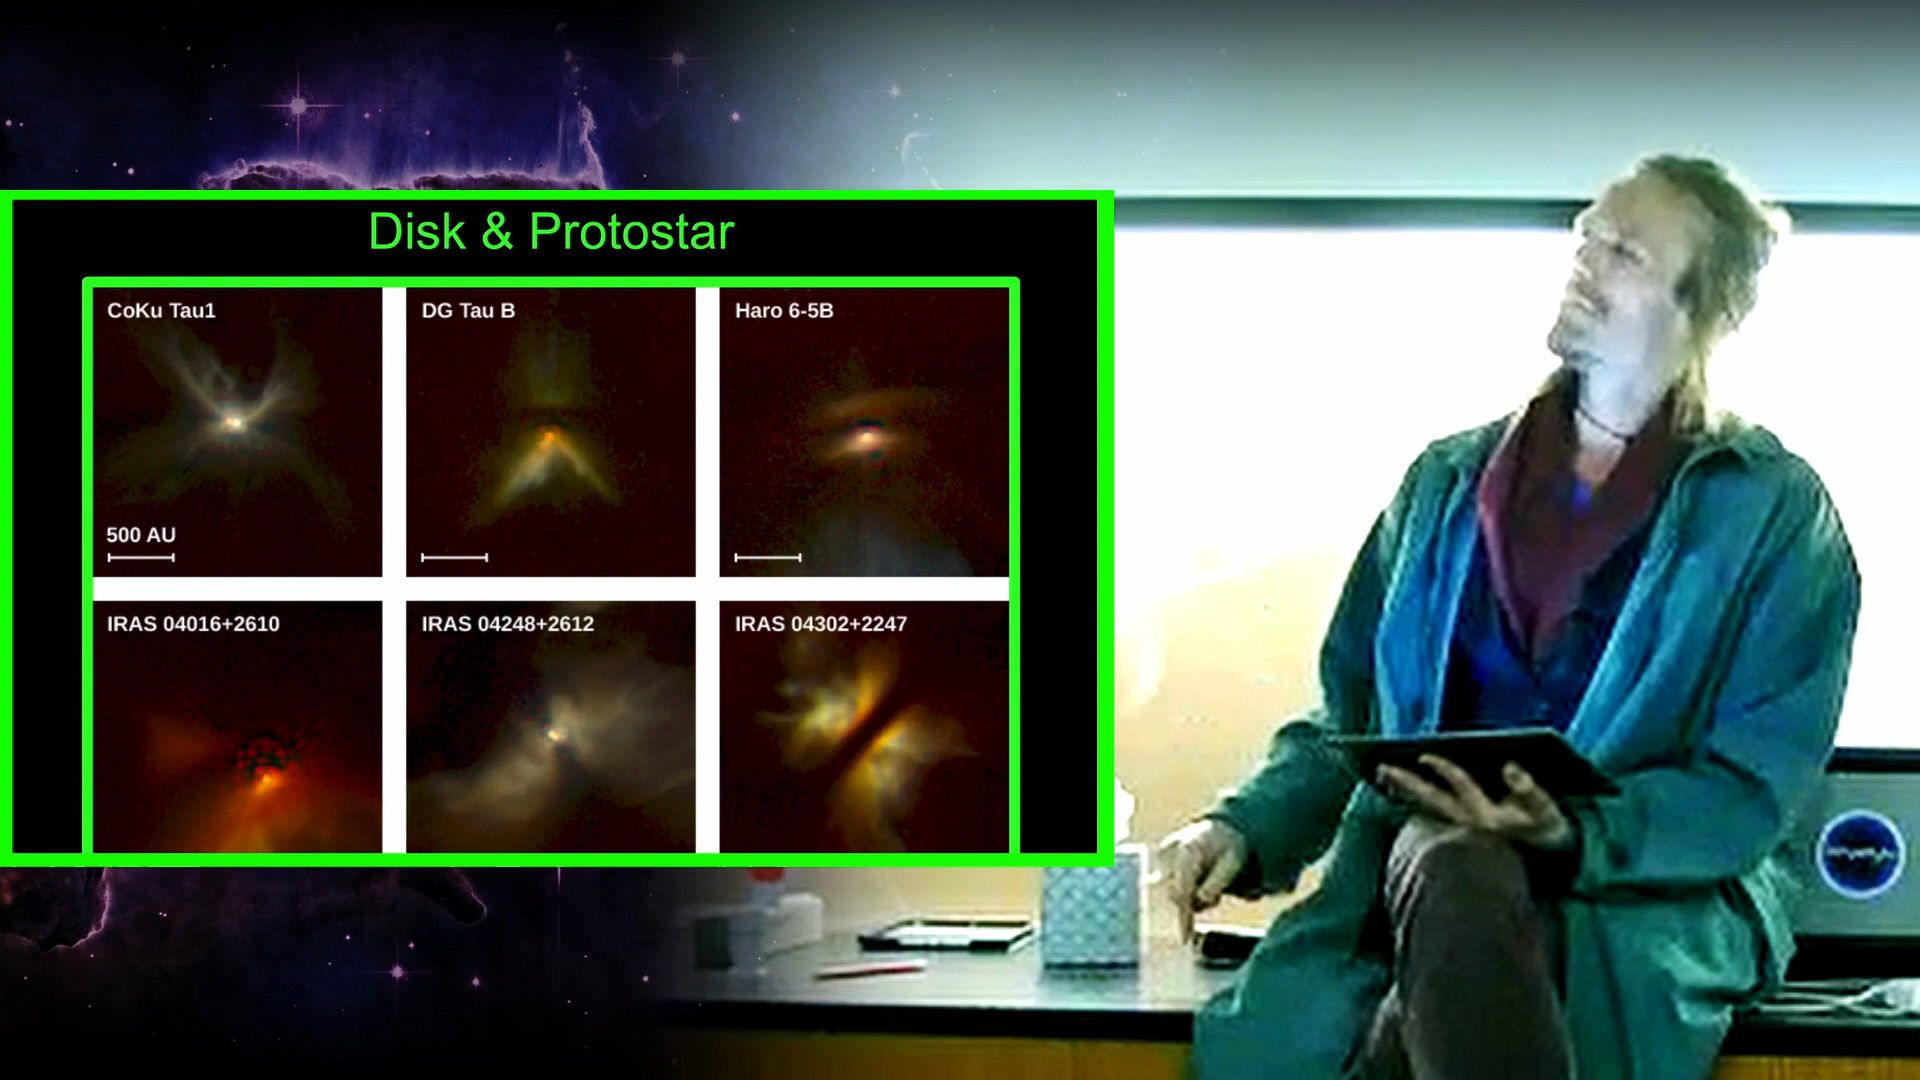 Disk & Protostar
CoKu Tau1
DG Tau B
Haro 6-5B
500 AU
IRAS 04016+2610
IRAS 04248+2612
IRAS 04302+2247